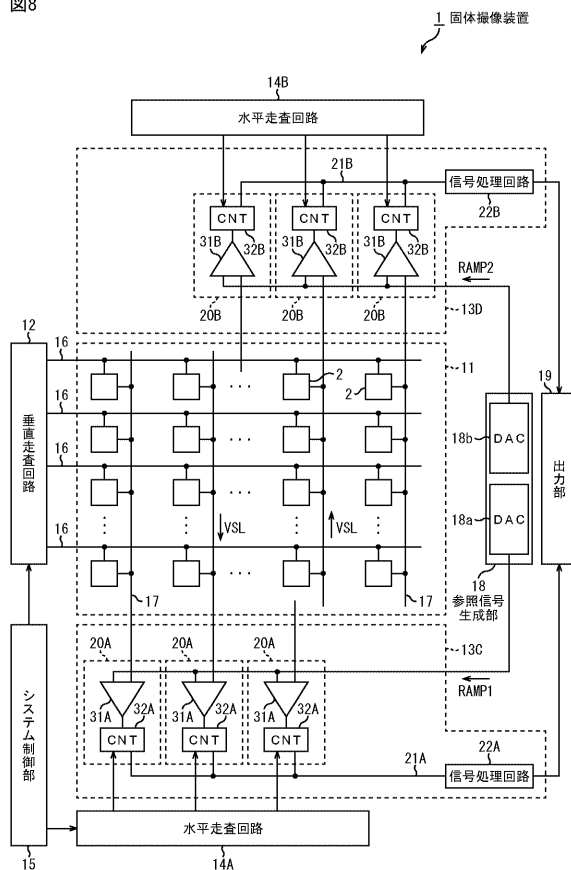 図8
1 固体撮像装置
14B
水平走査回路
21B
信号処理回路
22B
CNT
CNT
CNT
31B
32B
31B
32B
31B
32B
RAMP2
20B
20B
20B
13D
12
16
11
2
2
19
16
垂直走査回路
18b
DAC
出力部
16
18a
DAC
VSL
VSL
16
17
17
18
参照信号
生成部
20A
20A
20A
13C
RAMP1
31A
32A
31A
32A
31A
32A
CNT
CNT
CNT
システム制御部
21A
22A
信号処理回路
水平走査回路
15
14A